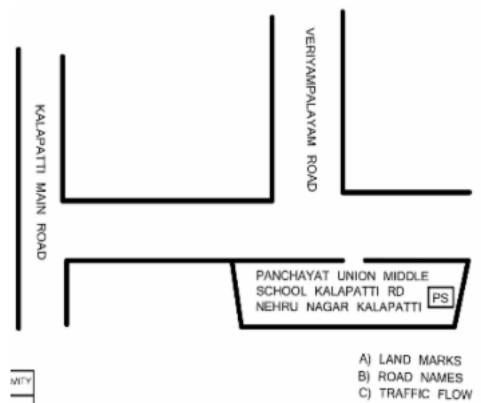 KALAPATTI MAIN ROAD
VERIYAMPALAYAM ROAD
PANCHAYAT UNION MIDDLE
SCHOOL KALAPATTI RD
NEHRU NAGAR KALAPATTI
PS
A) LAND MARKS
B) ROAD NAMES
C) TRAFFIC FLOW